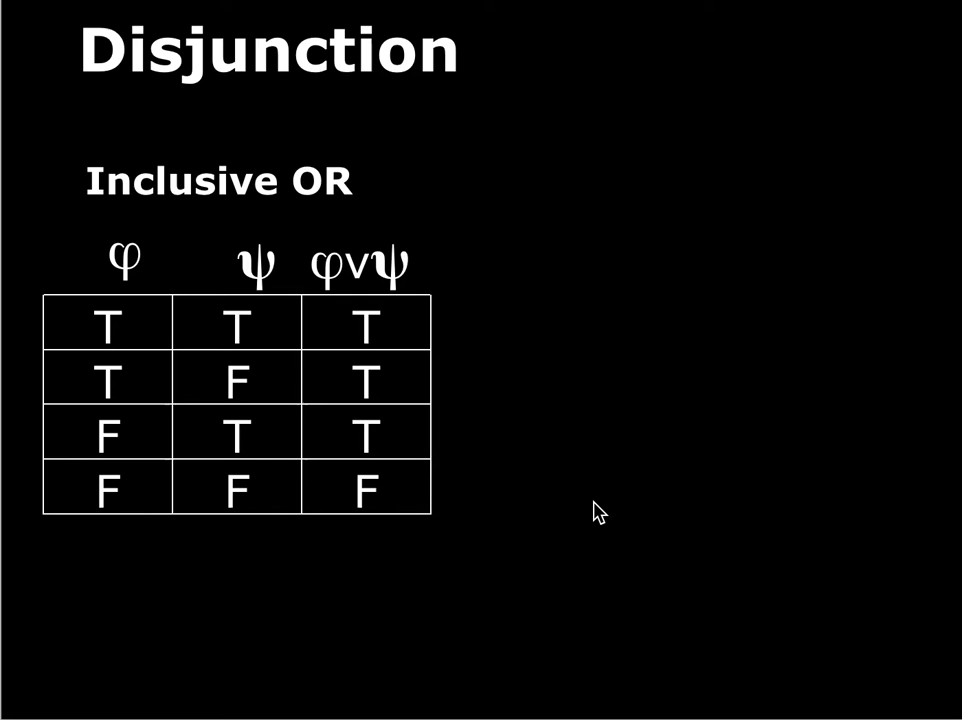 Disjunction
Inclusive OR
φ ψ φvψ
T T T
T F T
F T T
F F F